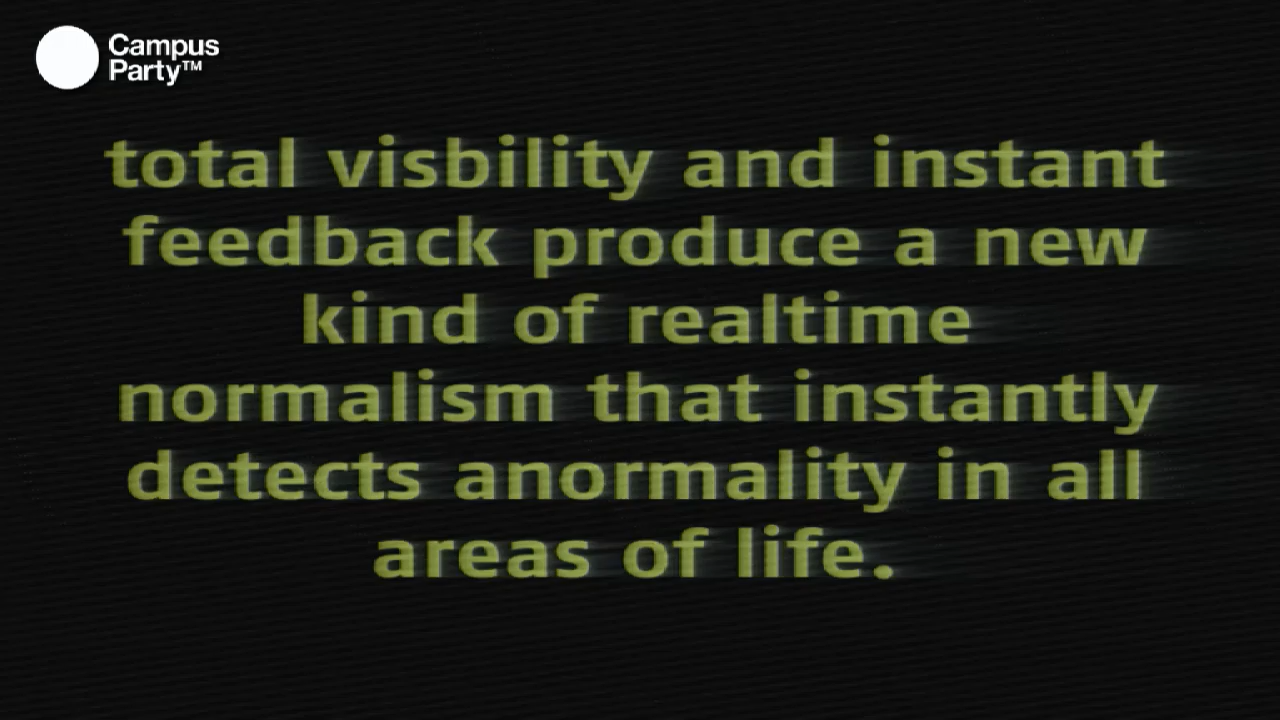 Campus
Party™
total visbility and instant
feedback produce a new
kind of realtime
normalism that instantly
detects anormality in all
areas of life.